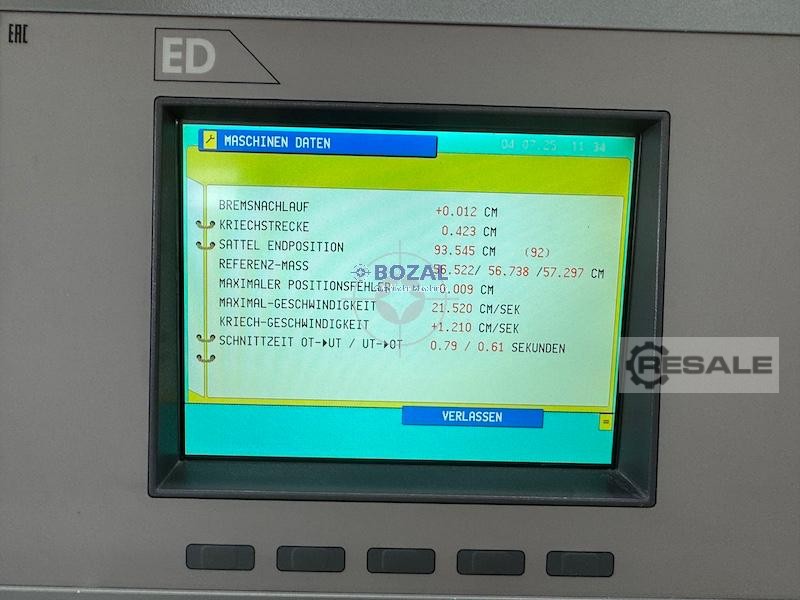 EAC
ED
MASCHINEN DATEN 04 07.25 11 34
BREMSNACHLAUF +0.012 CM
KRIECHSTRECKE 0.423 CM
SATTEL ENDPOSITION 93.545 CM (92)
REFERENZ-MASS 56.522/ 56.738 /57.297 CM
BOZAL
MAXIMALER POSITIONSFEHLER 0.009 CM
MAXIMAL-GESCHWINDIGKEIT 21.520 CM/SEK
KRIECH-GESCHWINDIGKEIT +1.210 CM/SEK
SCHNITTZEIT OT→UT / UT→OT 0.79 / 0.61 SEKUNDEN
RESALE
VERLASSEN